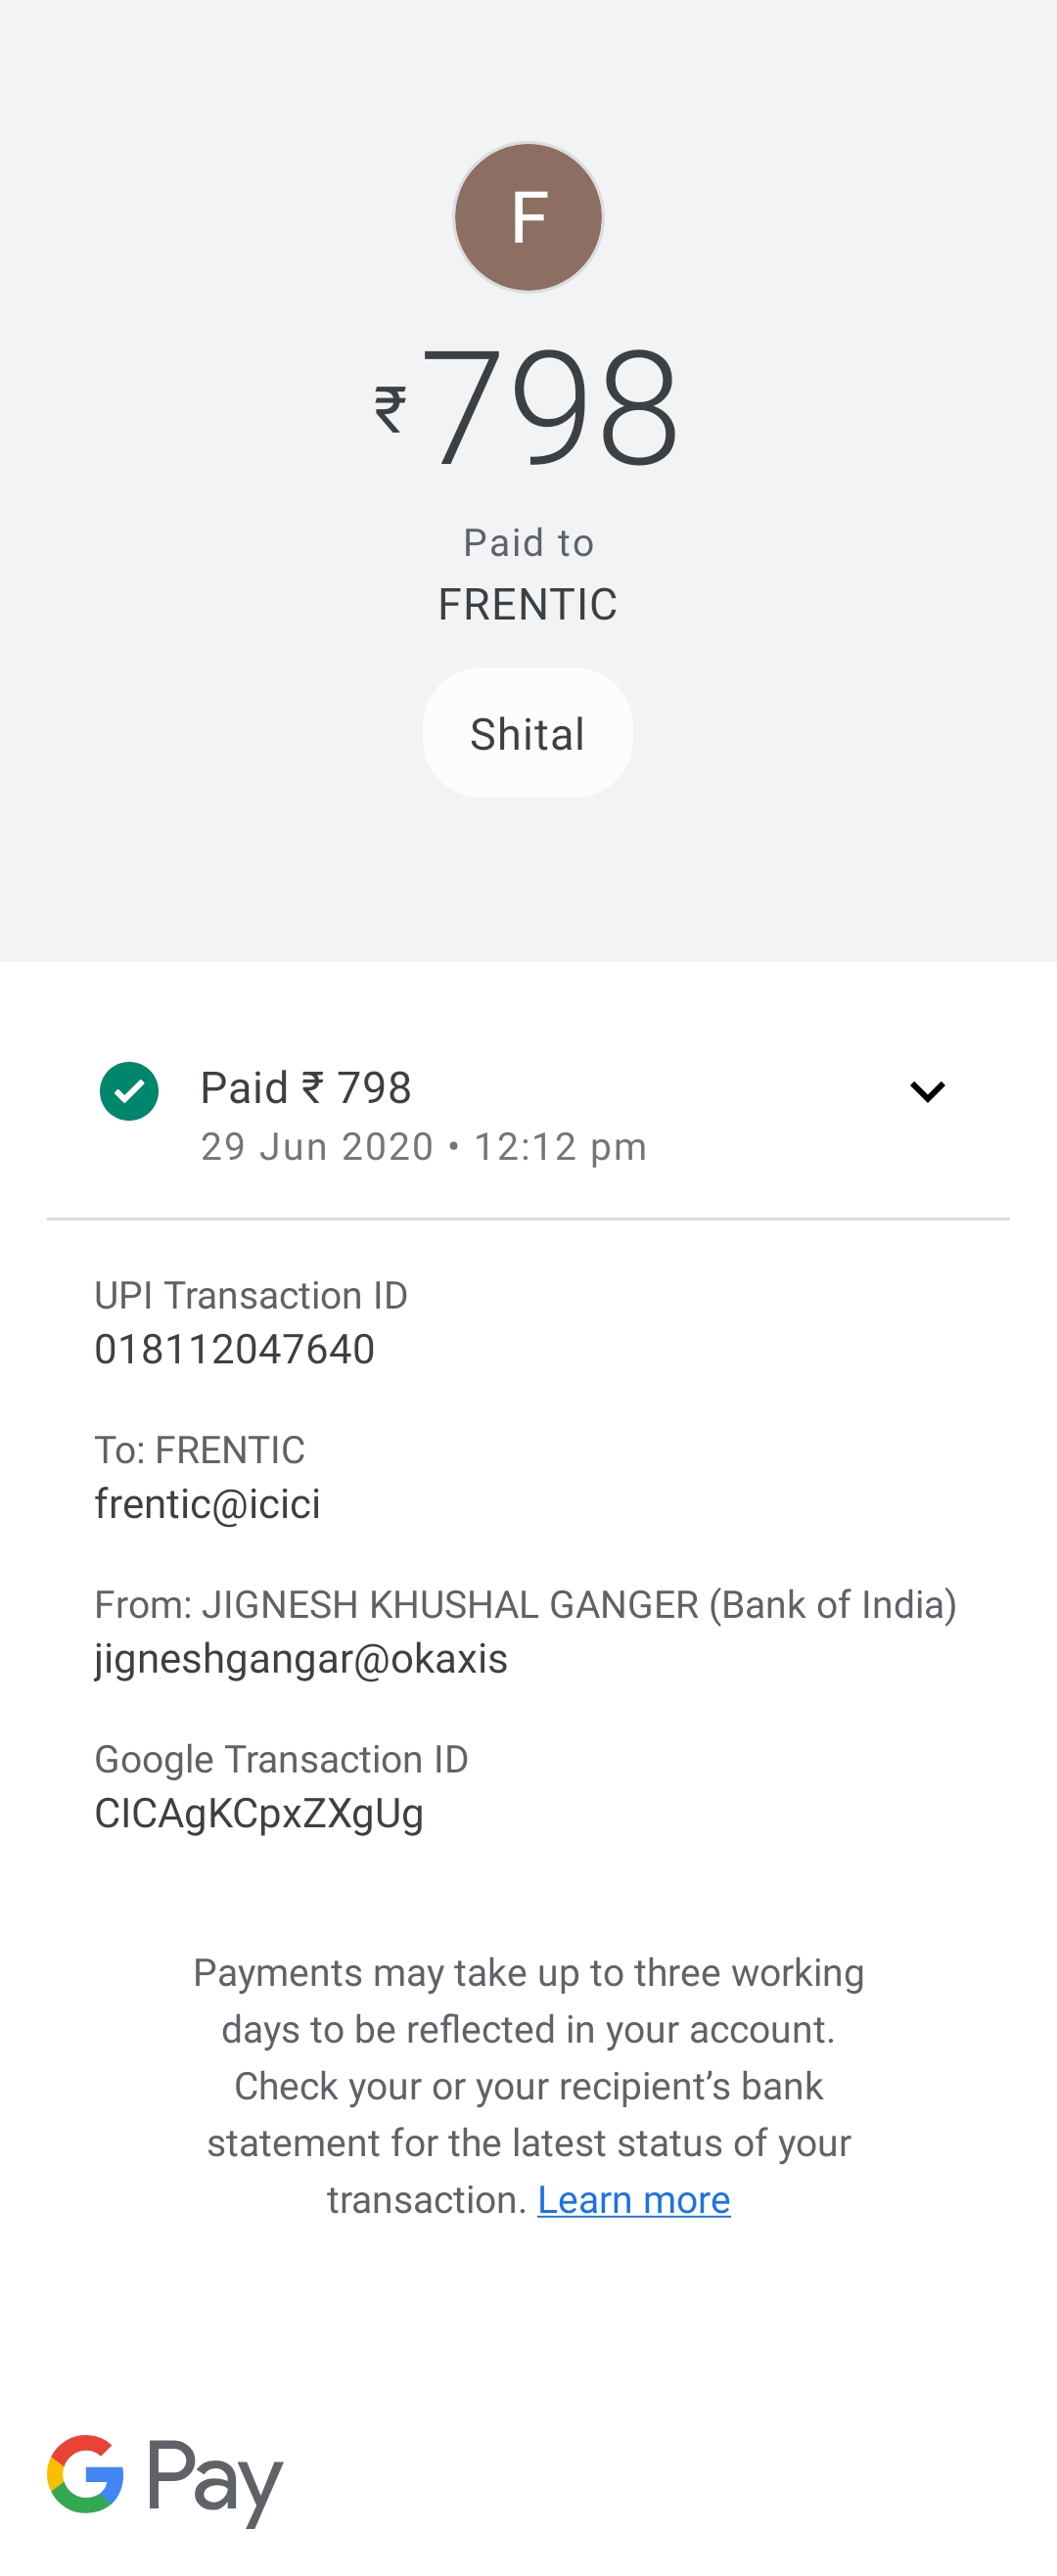 F
₹798
Paid to
FRENTIC
Shital
Paid ₹ 798
29 Jun 2020 • 12:12 pm
UPI Transaction ID
018112047640
To: FRENTIC
frentic@icici
From: JIGNESH KHUSHAL GANGER (Bank of India)
jigneshgangar@okaxis
Google Transaction ID
CICAgKCpxZXgUg
Payments may take up to three working
days to be reflected in your account.
Check your or your recipient’s bank
statement for the latest status of your
transaction. Learn more
G Pay